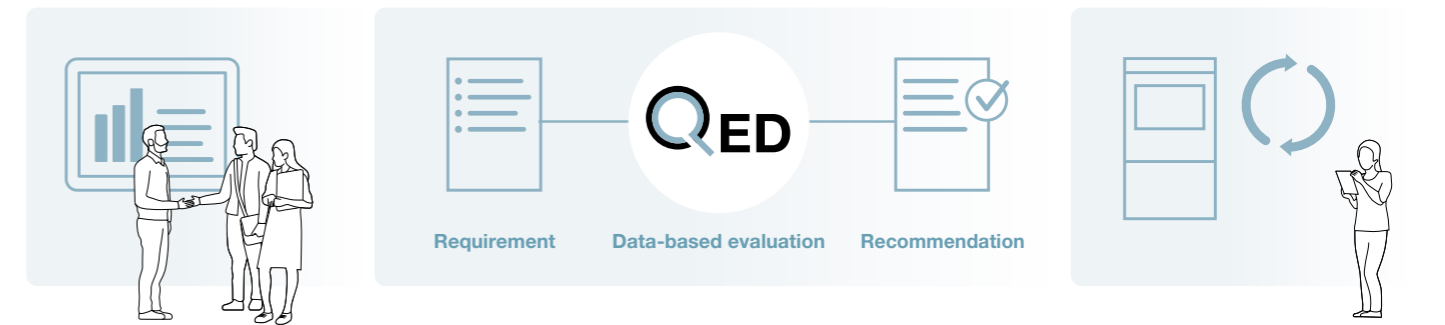 QED
Requirement
Data-based evaluation
Recommendation